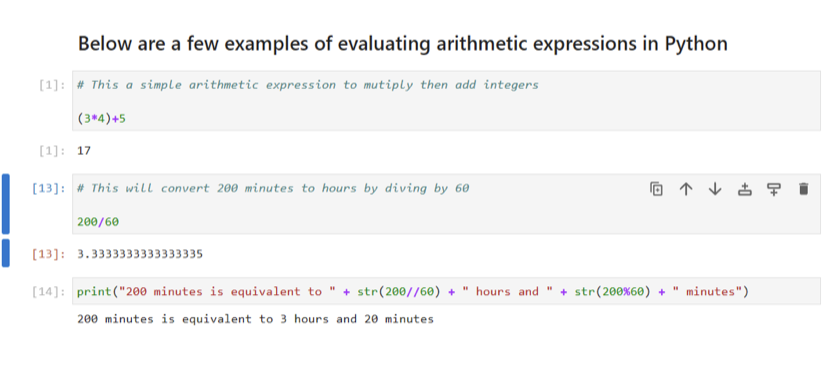 Below are a few examples of evaluating arithmetic expressions in Python
[1]: # This a simple arithmetic expression to mutiply then add integers
(3*4)+5
[1]: 17
[13]: # This will convert 200 minutes to hours by diving by 60
200/60
[13]: 3.3333333333333335
[14]: print("200 minutes is equivalent to " + str(200//60) + " hours and " + str(200%60) + " minutes")
200 minutes is equivalent to 3 hours and 20 minutes